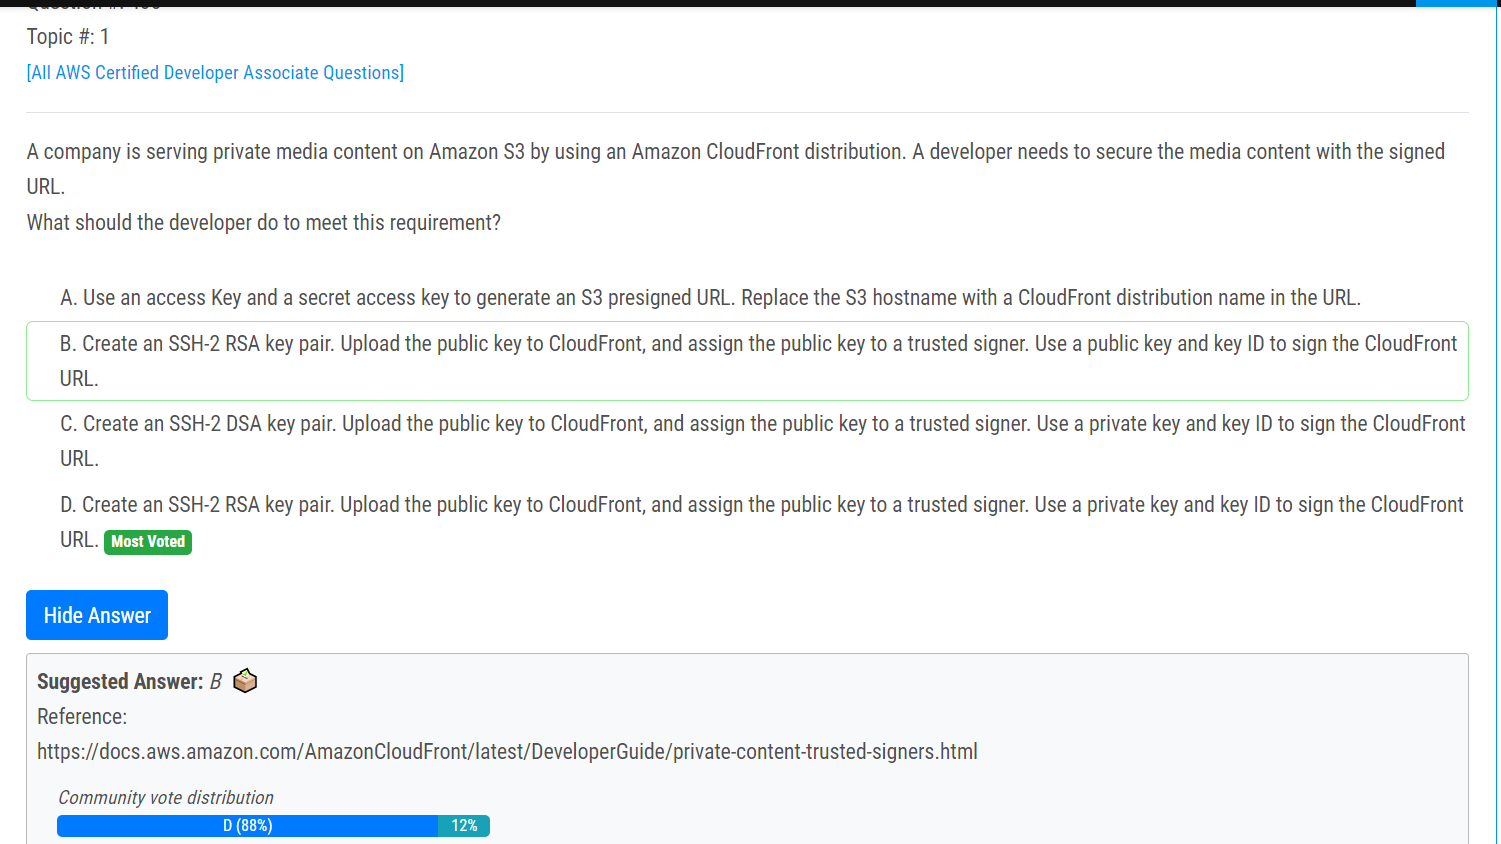 Topic #: 1
[All AWS Certified Developer Associate Questions]
A company is serving private media content on Amazon S3 by using an Amazon CloudFront distribution. A developer needs to secure the media content with the signed
URL.
What should the developer do to meet this requirement?
A. Use an access Key and a secret access key to generate an S3 presigned URL. Replace the S3 hostname with a CloudFront distribution name in the URL.
B. Create an SSH-2 RSA key pair. Upload the public key to CloudFront, and assign the public key to a trusted signer. Use a public key and key ID to sign the CloudFront
URL.
C. Create an SSH-2 DSA key pair. Upload the public key to CloudFront, and assign the public key to a trusted signer. Use a private key and key ID to sign the CloudFront
URL.
D. Create an SSH-2 RSA key pair. Upload the public key to CloudFront, and assign the public key to a trusted signer. Use a private key and key ID to sign the CloudFront
URL. Most Voted
Hide Answer
Suggested Answer: B
Reference:
https://docs.aws.amazon.com/AmazonCloudFront/latest/DeveloperGuide/private-content-trusted-signers.html
Community vote distribution
D (88%) 12%